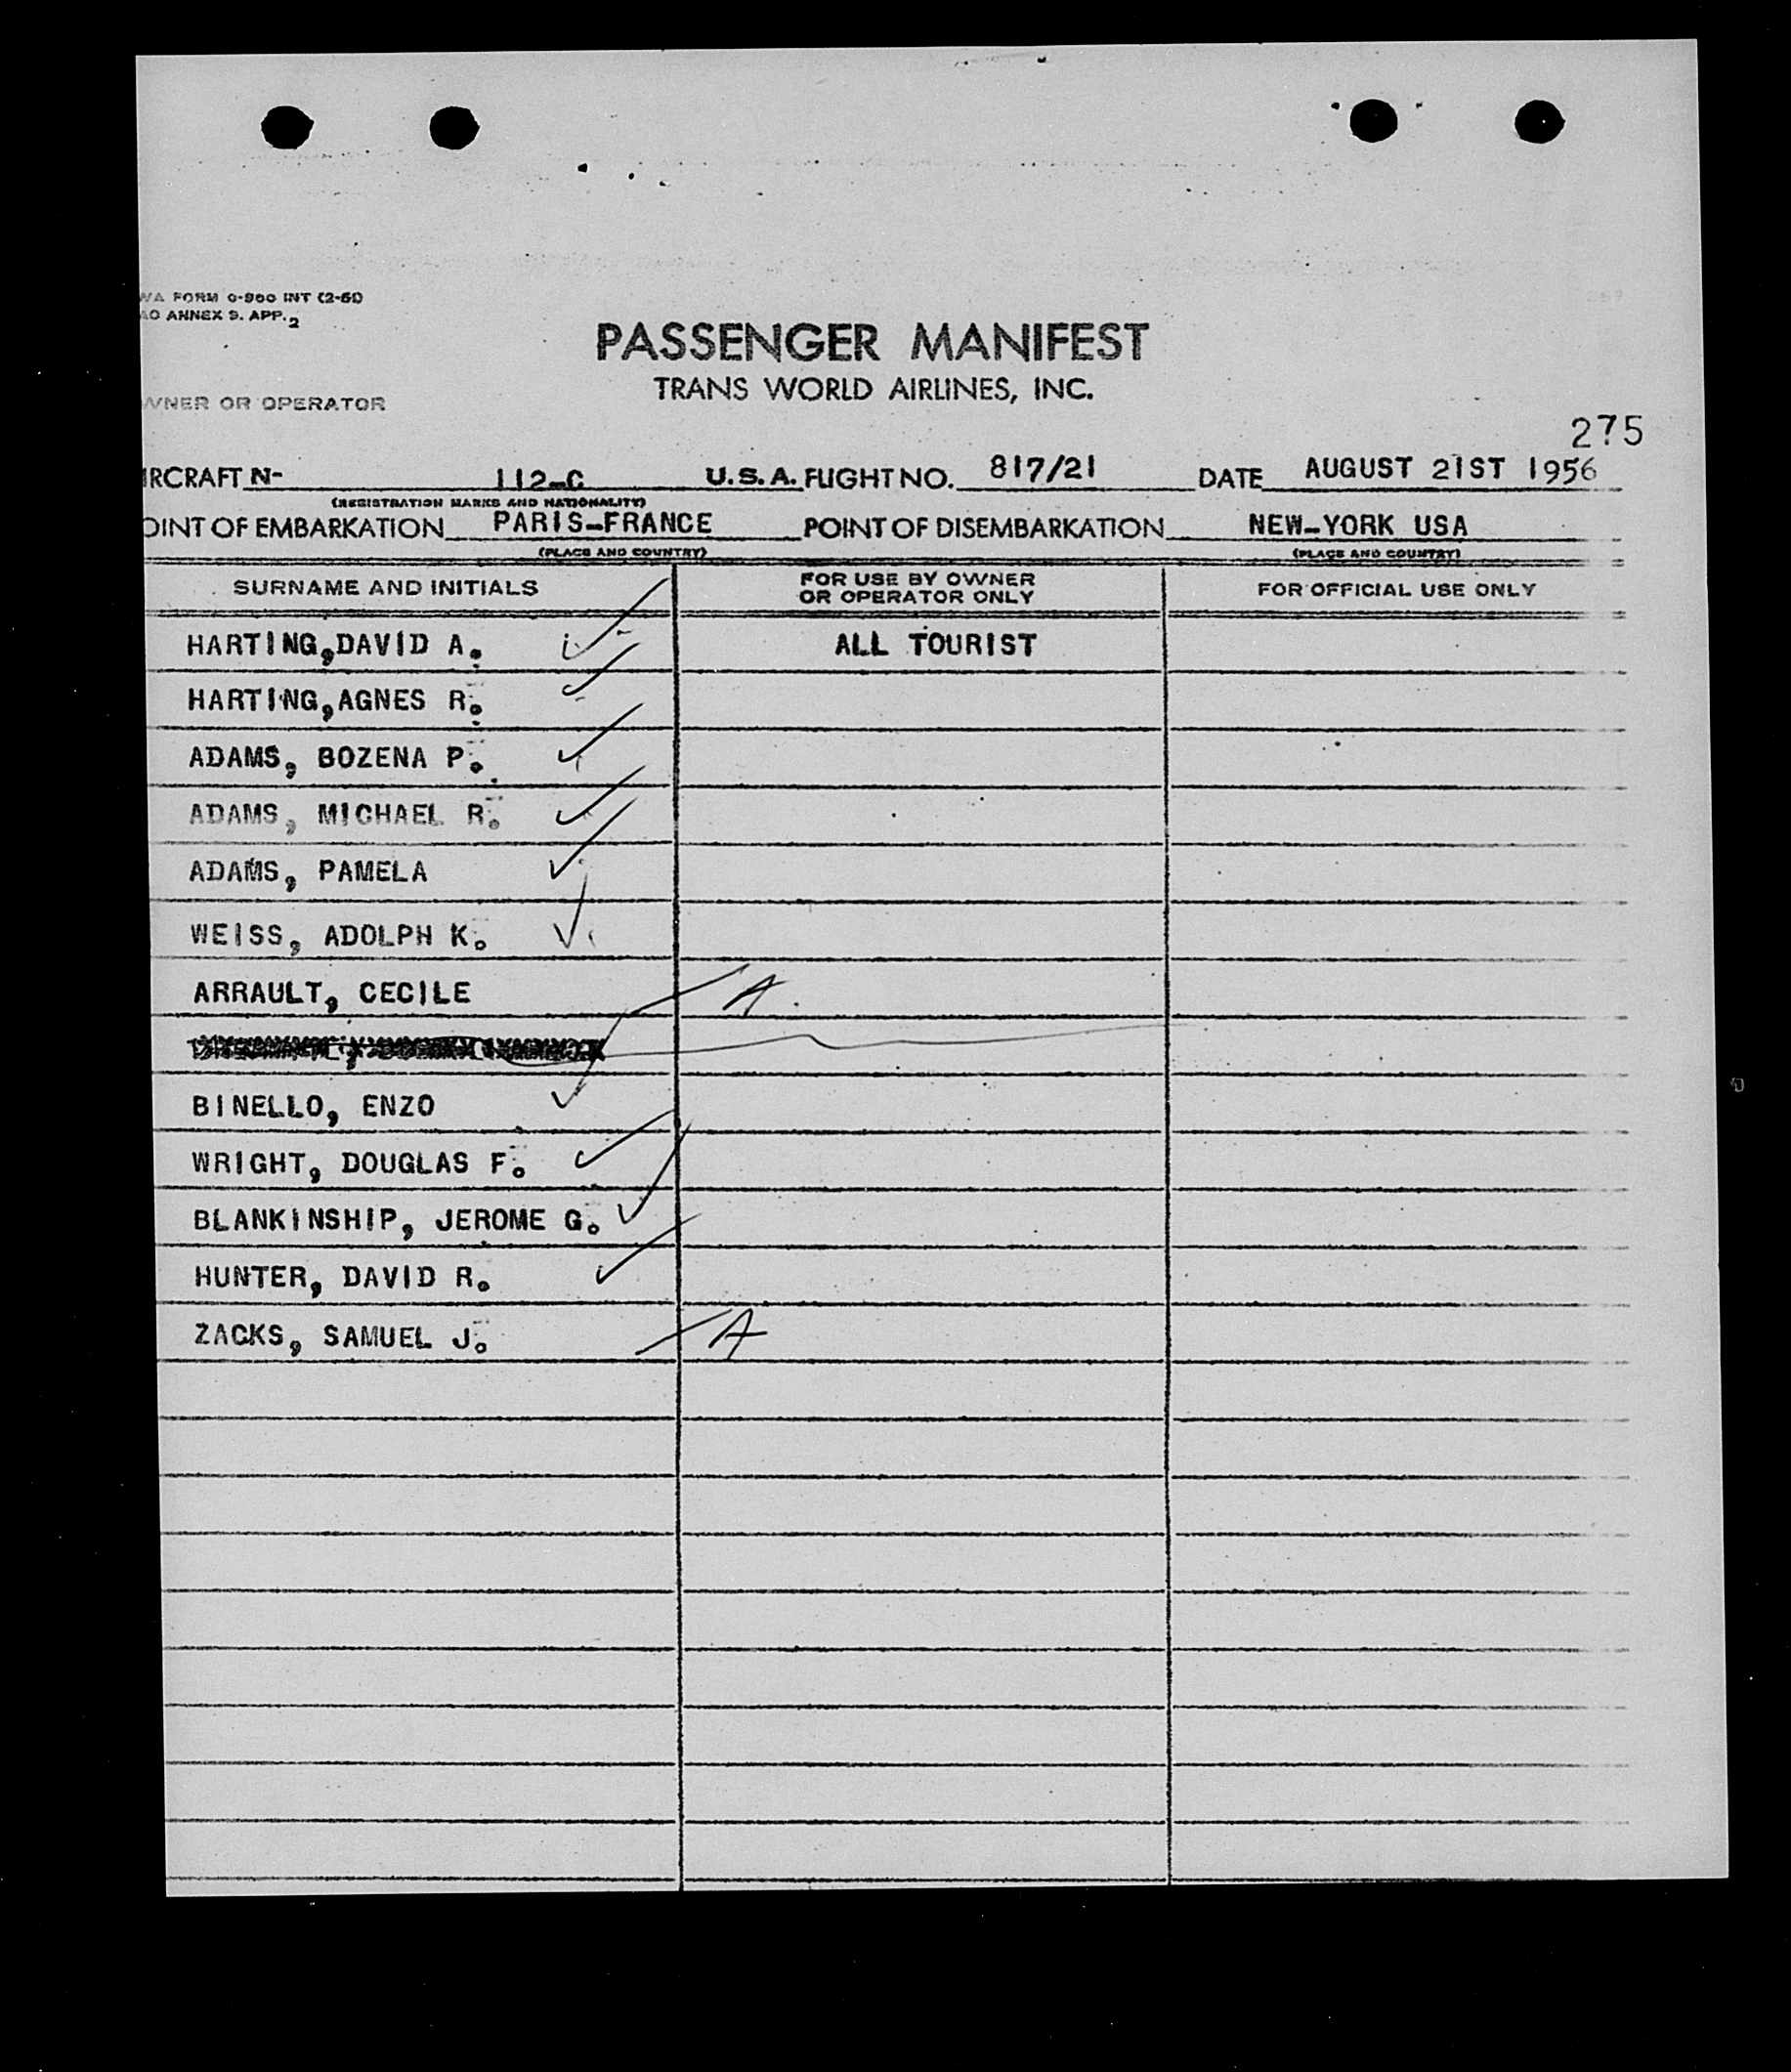 WA FORM 0-960 INT (2-51)
AO ANNEX 9. APP. 2
PASSENGER MANIFEST
TRANS WORLD AIRLINES, INC.
WNER OR OPERATOR
275
IRCRAFT N- 112-C U.S.A. FLIGHT NO. 817/21 DATE AUGUST 21ST 1956
(REGISTRATION MARKS AND NATIONALITY)
OINT OF EMBARKATION PARIS-FRANCE POINT OF DISEMBARKATION NEW-YORK USA
(PLACE AND COUNTRY) (PLACE AND COUNTRY)
SURNAME AND INITIALS FOR USE BY OWNER OR OPERATOR ONLY FOR OFFICIAL USE ONLY
HARTING,DAVID A. ALL TOURIST
HARTING,AGNES R.
ADAMS, BOZENA P.
ADAMS, MICHAEL R.
ADAMS, PAMELA
WEISS, ADOLPH K.
ARRAULT, CECILE A
BINELLO, ENZO
WRIGHT, DOUGLAS F.
BLANKINSHIP, JEROME G.
HUNTER, DAVID R.
ZACKS, SAMUEL J. A